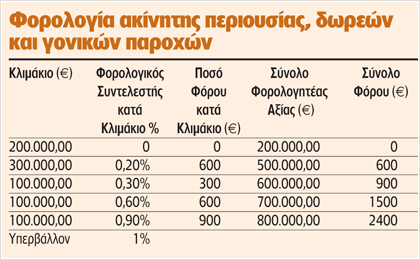 Φορολογία ακίνητης περιουσίας, δωρεών
και γονικών παροχών
Κλιμάκιο (€) Φορολογικός Ποσό Σύνολο Σύνολο
Συντελεστής Φόρου Φορολογητέας Φόρου (€)
κατά κατά Αξίας (€)
Κλιμάκιο % Κλιμάκιο (€)
200.000,00 0 0 200.000,00 0
300.000,00 0,20% 600 500.000,00 600
100.000,00 0,30% 300 600.000,00 900
100.000,00 0,60% 600 700.000,00 1500
100.000,00 0,90% 900 800.000,00 2400
Υπερβάλλον 1%